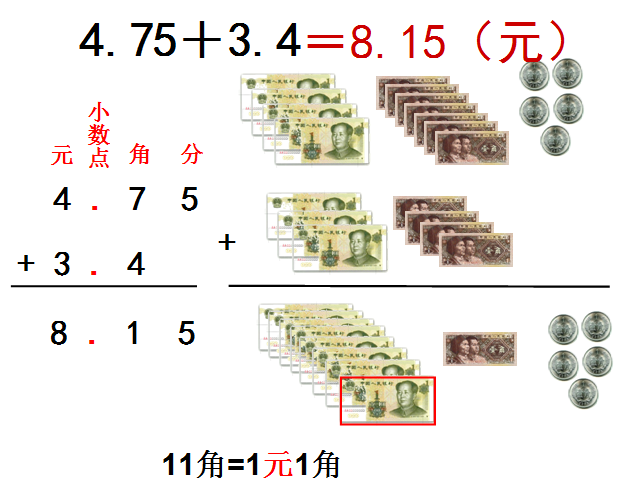 4.75＋3.4＝8.15（元）
小数点
元 角 分
4 . 7 5
+ 3 . 4
+
8 . 1 5
11角=1元1角